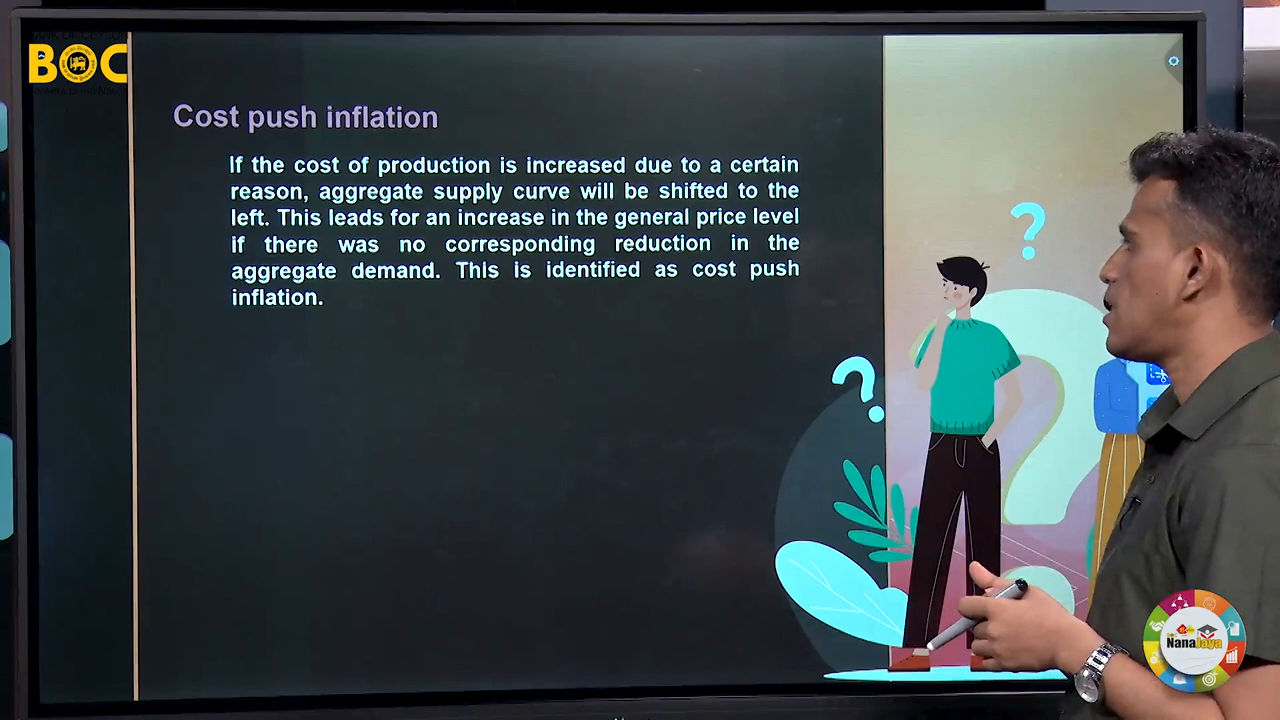 BOC
Cost push inflation
If the cost of production is increased due to a certain
reason, aggregate supply curve will be shifted to the
left. This leads for an increase in the general price level
if there was no corresponding reduction in the
aggregate demand. This is identified as cost push
inflation.
?
?
NanaJaya